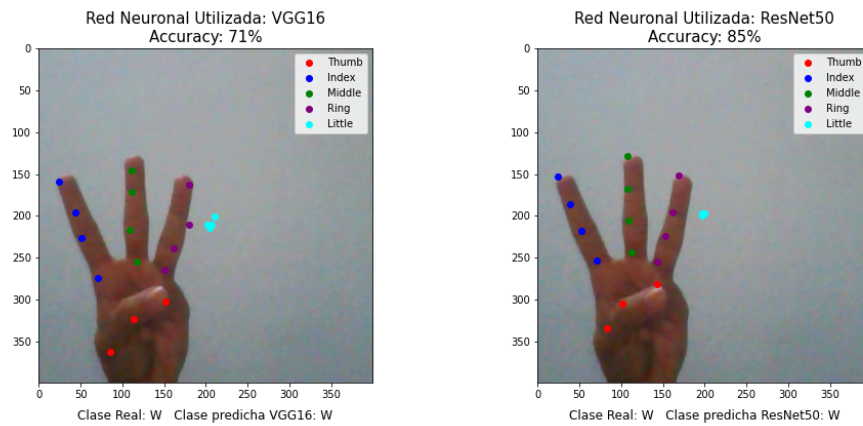 Red Neuronal Utilizada: VGG16
Accuracy: 71%
0
50
100
150
200
250
300
350
0 50 100 150 200 250 300 350
Thumb
Index
Middle
Ring
Little
Clase Real: W Clase predicha VGG16: W
Red Neuronal Utilizada: ResNet50
Accuracy: 85%
0
50
100
150
200
250
300
350
0 50 100 150 200 250 300 350
Thumb
Index
Middle
Ring
Little
Clase Real: W Clase predicha ResNet50: W